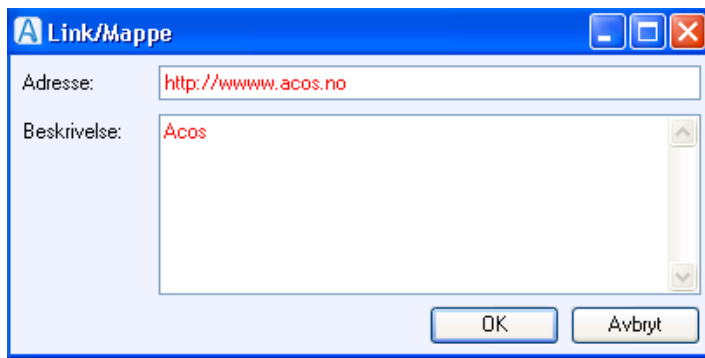 Link/Mappe
Adresse: http://wwww.acos.no
Beskrivelse: Acos
OK Avbryt